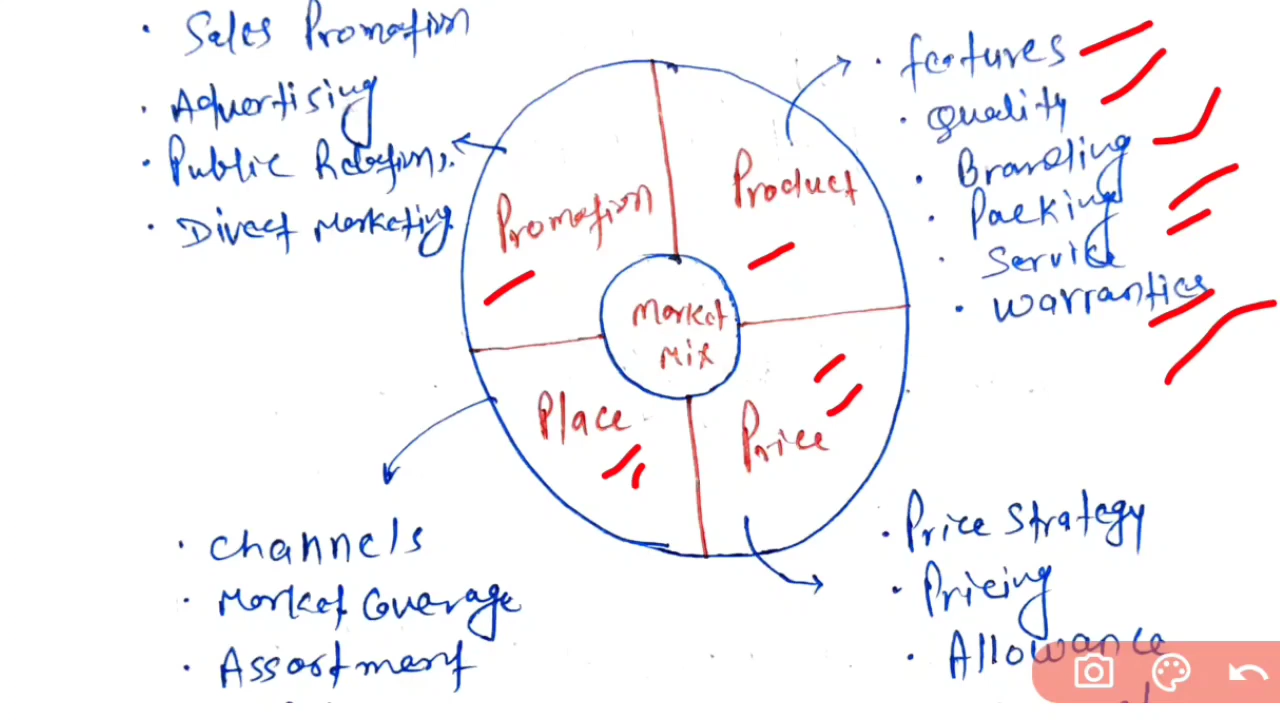 • Sales Promotion
• Advertising
• Public Relations.
• Direct Marketing
• features
• quality
• Branding
• Packing
• Service
• Warranties
Promotion
Product
Market
Mix
Place
Price
• Channels
• Market Coverage
• Assortment
• Price Strategy
• Pricing
• Allowance